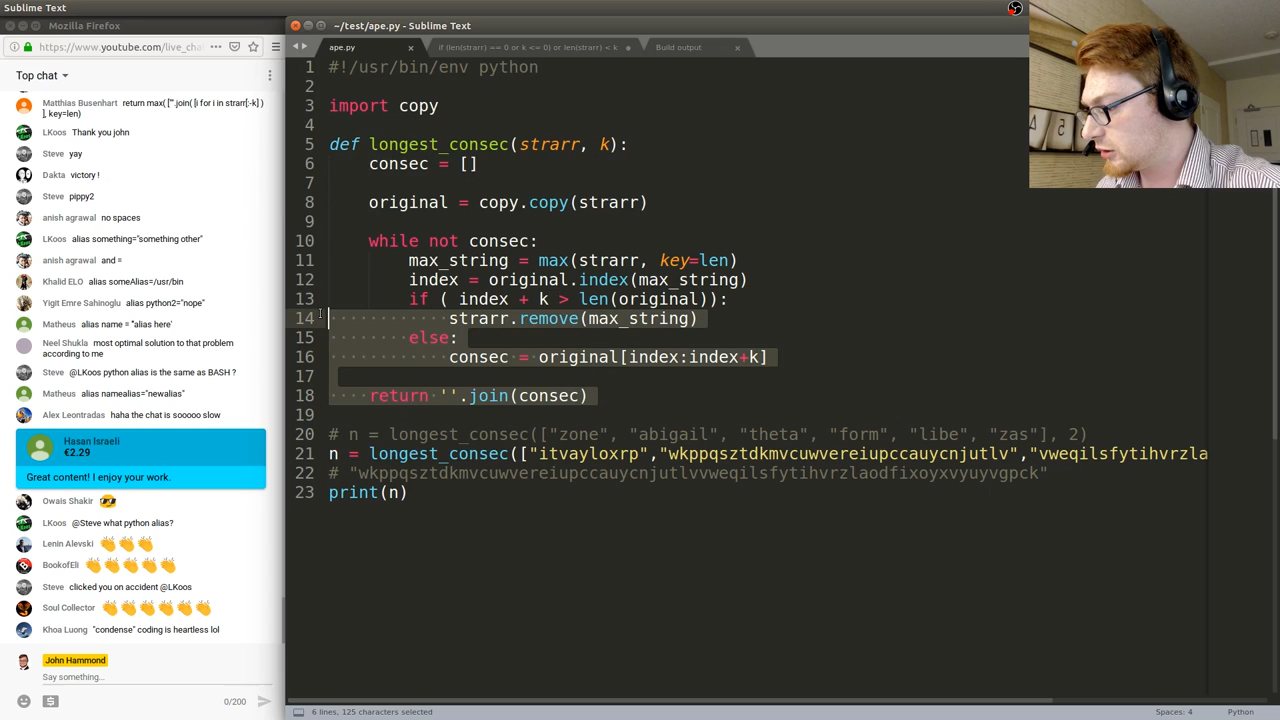 Sublime Text
Mozilla Firefox
https://www.youtube.com/live_cha
Top chat
Matthias Busenhart return max( ["".join( [i for i in strarr[:-k] )
], key=len)
LKoos Thank you john
Steve yay
Dakta victory !
Steve pippy2
anish agrawal no spaces
LKoos alias something="something other"
anish agrawal and =
Khalid ELO alias someAlias=/usr/bin
Yigit Emre Sahinoglu alias python2="nope"
Matheus alias name = "alias here'
Neel Shukla most optimal solution to that problem
according to me
Steve @LKoos python alias is the same as BASH ?
Matheus alias namealias="newalias"
Alex Leontradas haha the chat is sooooo slow
Hasan Israeli
€2.29
Great content! I enjoy your work.
Owais Shakir 😎
LKoos @Steve what python alias?
Lenin Alevski 👏👏👏
BookofEli 👏👏👏👏👏
Steve clicked you on accident @LKoos
Soul Collector 👏👏👏👏👏👏
Khoa Luong "condense" coding is heartless lol
John Hammond
Say something...
0/200
~/test/ape.py - Sublime Text
ape.py
if (len(strarr) == 0 or k <= 0) or len(strarr) < k
Build output
1 #!/usr/bin/env python
2
3 import copy
4
5 def longest_consec(strarr, k):
6 consec = []
7
8 original = copy.copy(strarr)
9
10 while not consec:
11 max_string = max(strarr, key=len)
12 index = original.index(max_string)
13 if ( index + k > len(original)):
14 strarr.remove(max_string)
15 else:
16 consec = original[index:index+k]
17
18 return ''.join(consec)
19
20 # n = longest_consec(["zone", "abigail", "theta", "form", "libe", "zas"], 2)
21 n = longest_consec(["itvayloxrp","wkppqsztdkmvcuwvereiupccauycnjutlv","vweqilsfytihvrzla
22 # "wkppqsztdkmvcuwvereiupccauycnjutlvvweqilsfytihvrzlaodfixoyxvyuyvgpck"
23 print(n)
6 lines, 125 characters selected
Spaces: 4
Python